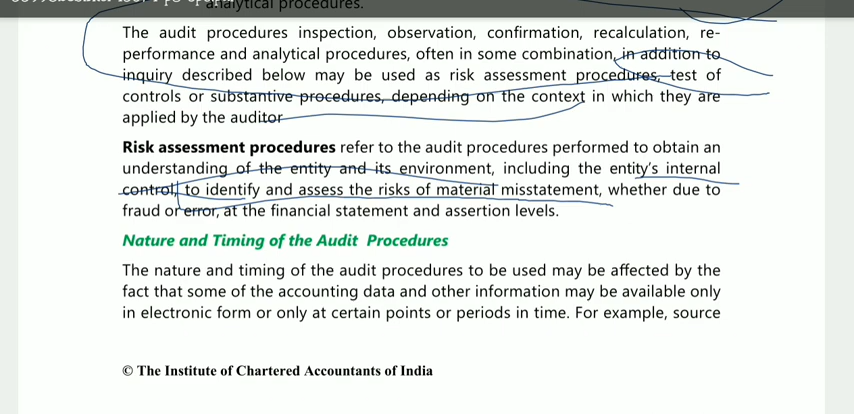 analytical procedures.
The audit procedures inspection, observation, confirmation, recalculation, re-
performance and analytical procedures, often in some combination, in addition to
inquiry described below may be used as risk assessment procedures, test of
controls or substantive procedures, depending on the context in which they are
applied by the auditor
Risk assessment procedures refer to the audit procedures performed to obtain an
understanding of the entity and its environment, including the entity's internal
control, to identify and assess the risks of material misstatement, whether due to
fraud or error, at the financial statement and assertion levels.
Nature and Timing of the Audit Procedures
The nature and timing of the audit procedures to be used may be affected by the
fact that some of the accounting data and other information may be available only
in electronic form or only at certain points or periods in time. For example, source
© The Institute of Chartered Accountants of India